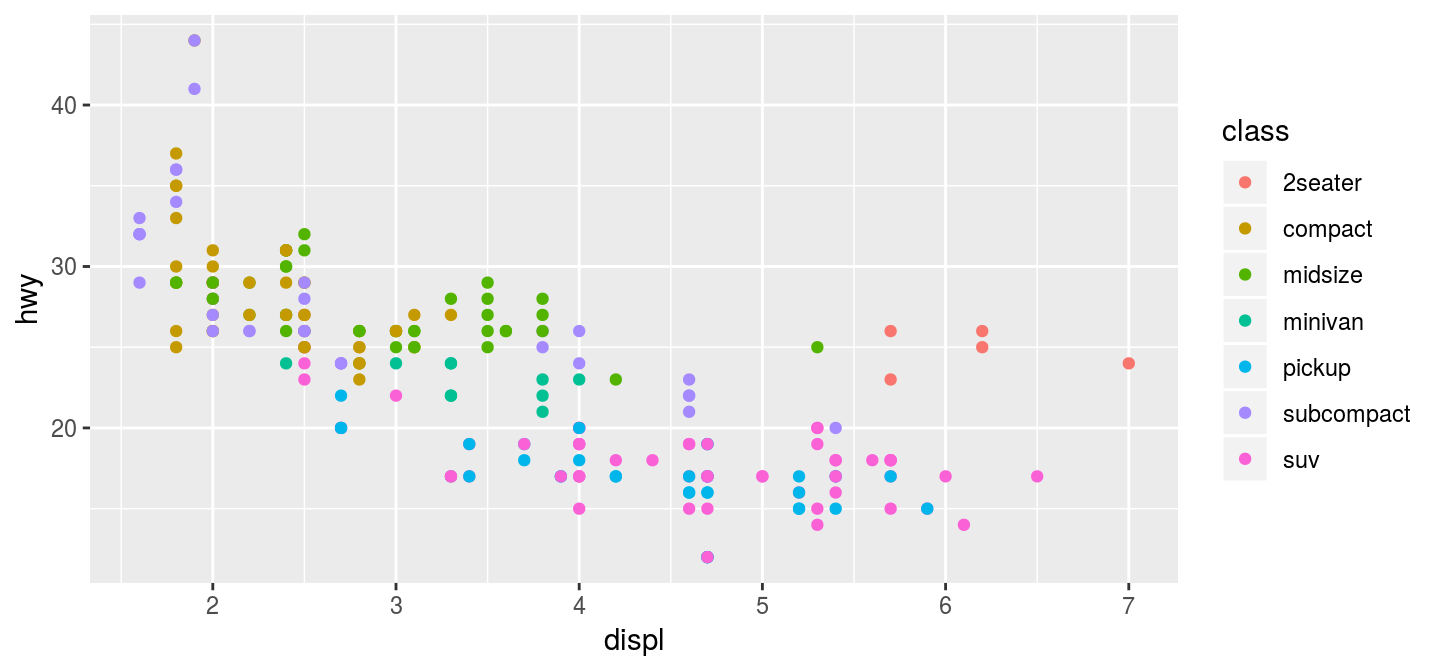 hwy
40
30
20
2 3 4 5 6 7
displ
class
2seater
compact
midsize
minivan
pickup
subcompact
suv